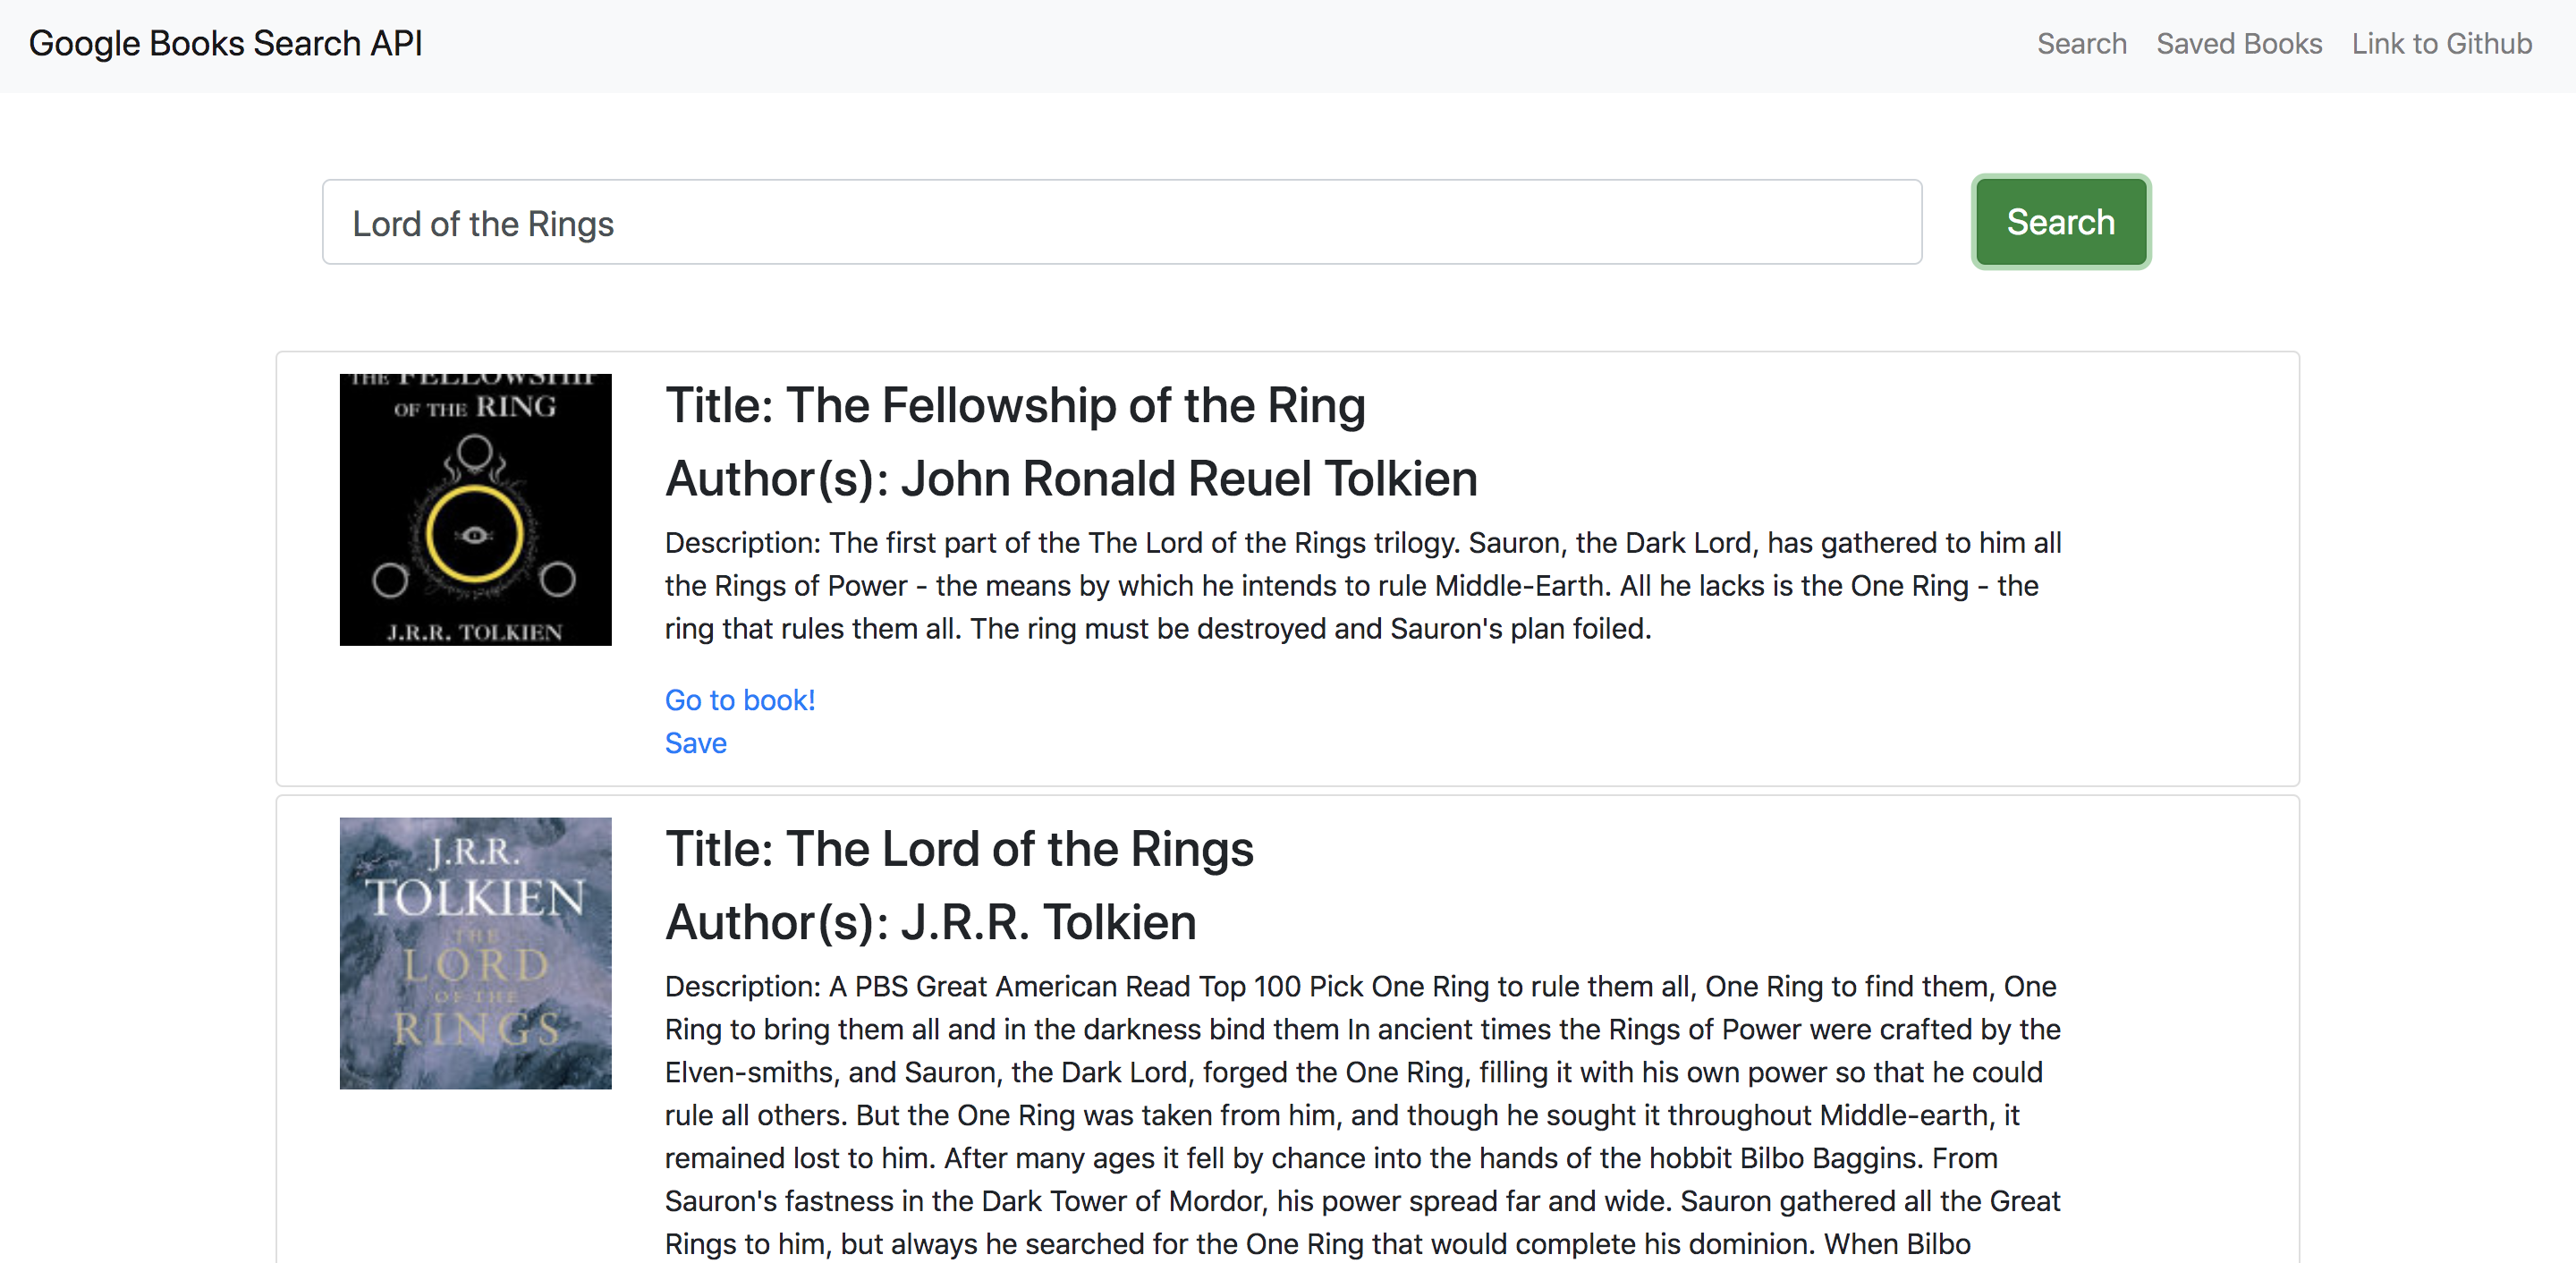 Google Books Search API
Search Saved Books Link to Github
Lord of the Rings
Search
THE FELLOWSHIP
OF THE RING
J.R.R. TOLKIEN
Title: The Fellowship of the Ring
Author(s): John Ronald Reuel Tolkien
Description: The first part of the The Lord of the Rings trilogy. Sauron, the Dark Lord, has gathered to him all
the Rings of Power - the means by which he intends to rule Middle-Earth. All he lacks is the One Ring - the
ring that rules them all. The ring must be destroyed and Sauron's plan foiled.
Go to book!
Save
J.R.R.
TOLKIEN
THE
LORD
OF THE
RINGS
Title: The Lord of the Rings
Author(s): J.R.R. Tolkien
Description: A PBS Great American Read Top 100 Pick One Ring to rule them all, One Ring to find them, One
Ring to bring them all and in the darkness bind them In ancient times the Rings of Power were crafted by the
Elven-smiths, and Sauron, the Dark Lord, forged the One Ring, filling it with his own power so that he could
rule all others. But the One Ring was taken from him, and though he sought it throughout Middle-earth, it
remained lost to him. After many ages it fell by chance into the hands of the hobbit Bilbo Baggins. From
Sauron's fastness in the Dark Tower of Mordor, his power spread far and wide. Sauron gathered all the Great
Rings to him, but always he searched for the One Ring that would complete his dominion. When Bilbo